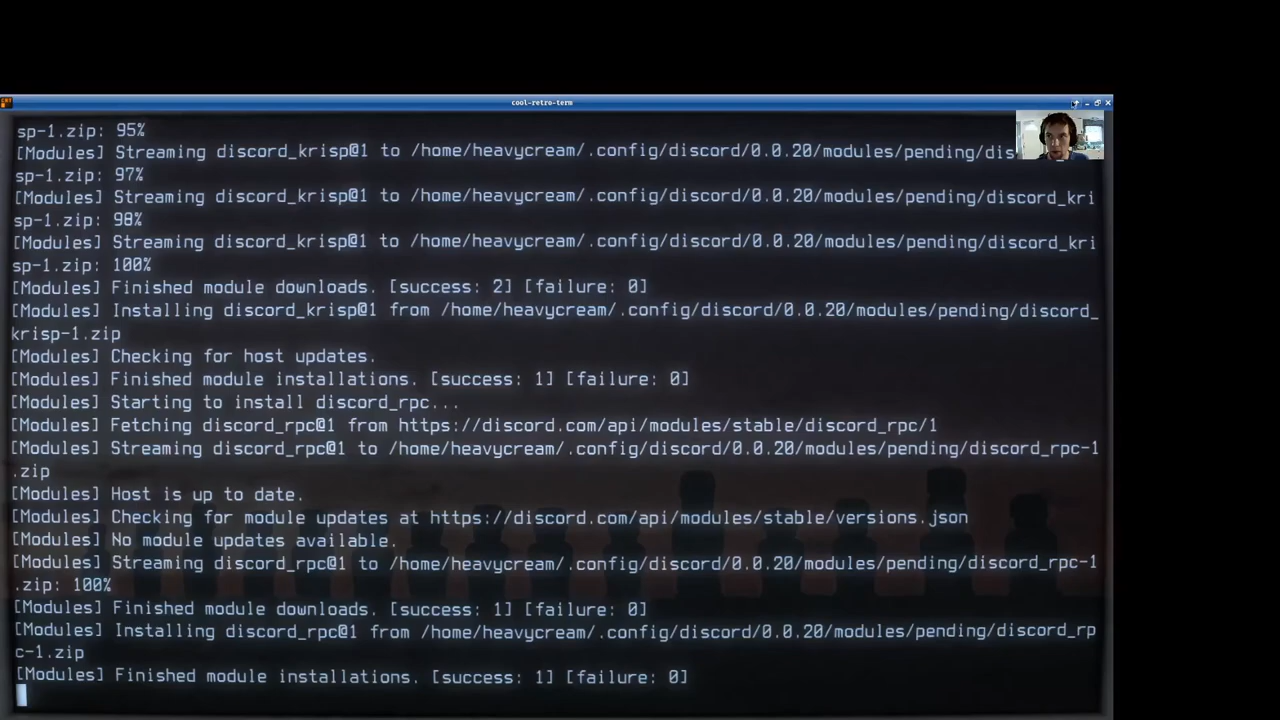 cool-retro-term
sp-1.zip: 95%
[Modules] Streaming discord_krisp@1 to /home/heavycream/.config/discord/0.0.20/modules/pending/dis
sp-1.zip: 97%
[Modules] Streaming discord_krisp@1 to /home/heavycream/.config/discord/0.0.20/modules/pending/discord_kri
sp-1.zip: 98%
[Modules] Streaming discord_krisp@1 to /home/heavycream/.config/discord/0.0.20/modules/pending/discord_kri
sp-1.zip: 100%
[Modules] Finished module downloads. [success: 2] [failure: 0]
[Modules] Installing discord_krisp@1 from /home/heavycream/.config/discord/0.0.20/modules/pending/discord_
krisp-1.zip
[Modules] Checking for host updates.
[Modules] Finished module installations. [success: 1] [failure: 0]
[Modules] Starting to install discord_rpc...
[Modules] Fetching discord_rpc@1 from https://discord.com/api/modules/stable/discord_rpc/1
[Modules] Streaming discord_rpc@1 to /home/heavycream/.config/discord/0.0.20/modules/pending/discord_rpc-1
.zip
[Modules] Host is up to date.
[Modules] Checking for module updates at https://discord.com/api/modules/stable/versions.json
[Modules] No module updates available.
[Modules] Streaming discord_rpc@1 to /home/heavycream/.config/discord/0.0.20/modules/pending/discord_rpc-1
.zip: 100%
[Modules] Finished module downloads. [success: 1] [failure: 0]
[Modules] Installing discord_rpc@1 from /home/heavycream/.config/discord/0.0.20/modules/pending/discord_rp
c-1.zip
[Modules] Finished module installations. [success: 1] [failure: 0]